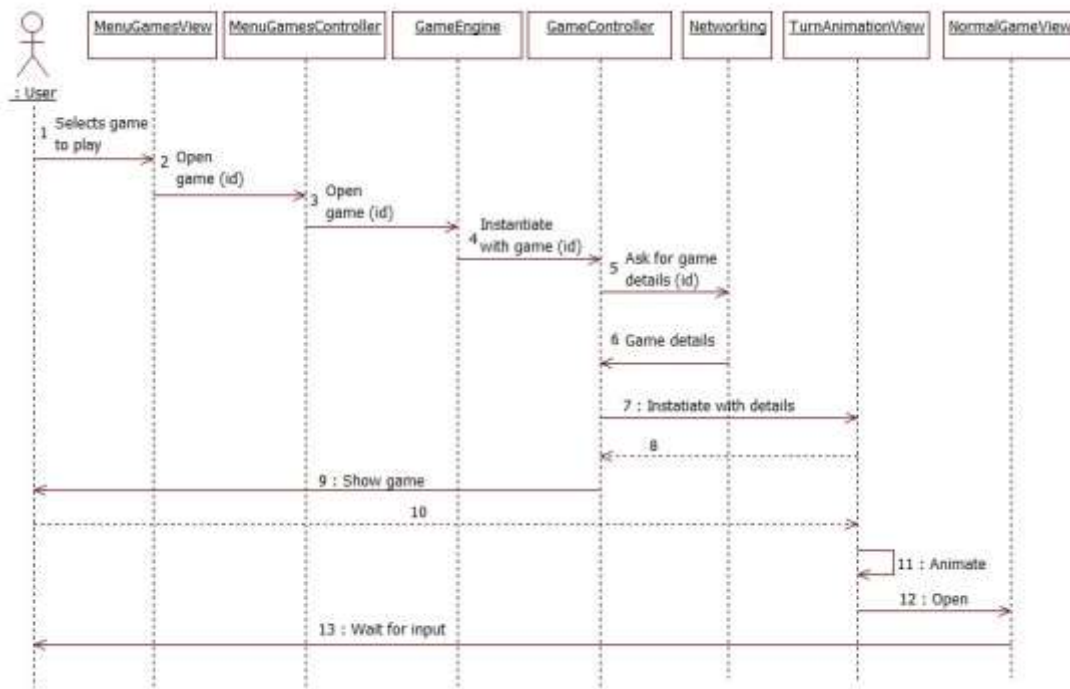 MenuGamesView
MenuGamesController
GameEngine
GameController
Networking
TurnAnimationView
NormalGameView
: User
1 Selects game
to play
2 Open
game (id)
3 Open
game (id)
4 Instantiate
with game (id)
5 Ask for game
details (id)
6 Game details
7 : Instatiate with details
8
9 : Show game
10
11 : Animate
12 : Open
13 : Wait for input